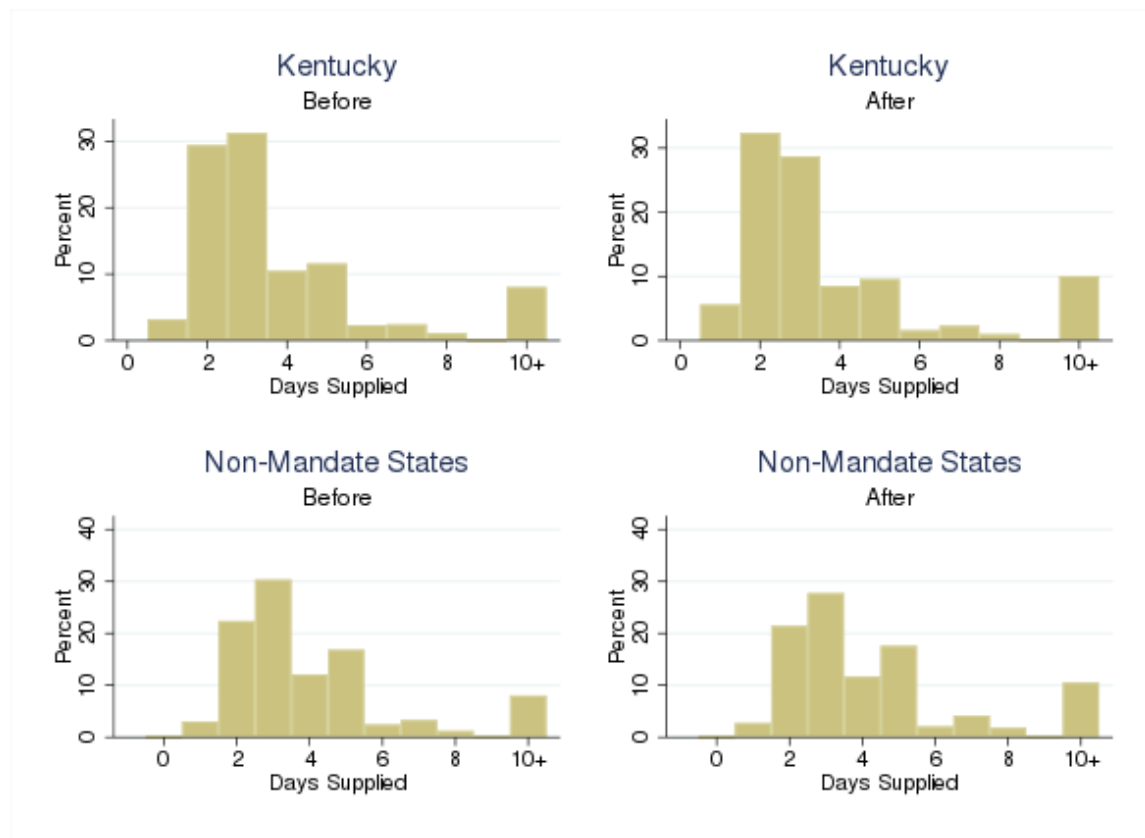 Kentucky
Before
Percent
30
20
10
0
0 2 4 6 8 10+
Days Supplied
Kentucky
After
Percent
30
20
10
0
0 2 4 6 8 10+
Days Supplied
Non-Mandate States
Before
Percent
40
30
20
10
0
0 2 4 6 8 10+
Days Supplied
Non-Mandate States
After
Percent
40
30
20
10
0
0 2 4 6 8 10+
Days Supplied